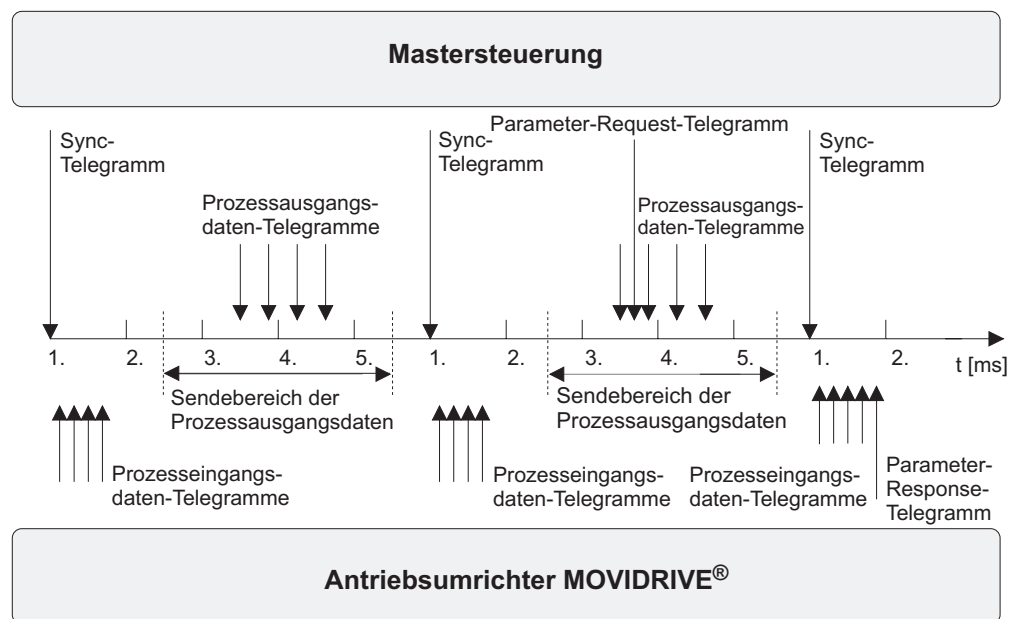 Mastersteuerung
Sync-
Telegramm
Sync-
Telegramm
Parameter-Request-Telegramm
Sync-
Telegramm
Prozessausgangs-
daten-Telegramme
Prozessausgangs-
daten-Telegramme
1. 2. 3. 4. 5. 1. 2. 3. 4. 5. 1. 2. t [ms]
Sendebereich der
Prozessausgangsdaten
Sendebereich der
Prozessausgangsdaten
Prozesseingangs-
daten-Telegramme
Prozesseingangs-
daten-Telegramme
Prozesseingangs-
daten-Telegramme
Parameter-
Response-
Telegramm
Antriebsumrichter MOVIDRIVE®